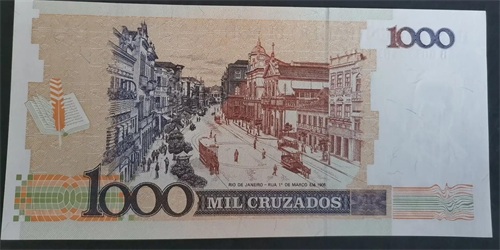 1000
RIO DE JANEIRO - RUA 1º DE MARÇO EM 1905
1000 MIL CRUZADOS